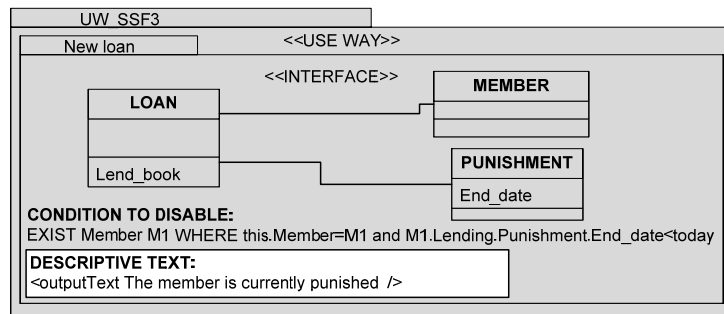 UW_SSF3
New loan
<<USE WAY>>
<<INTERFACE>>
LOAN
MEMBER
Lend_book
PUNISHMENT
End_date
CONDITION TO DISABLE:
EXIST Member M1 WHERE this.Member=M1 and M1.Lending.Punishment.End_date<today
DESCRIPTIVE TEXT:
<outputText The member is currently punished />